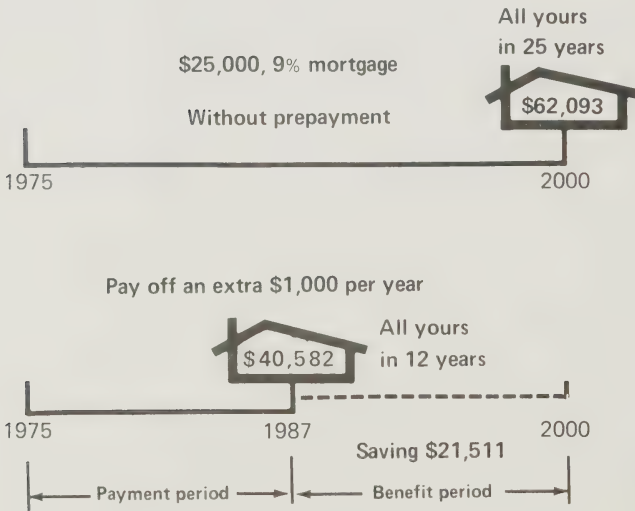 All yours
in 25 years
$25,000, 9% mortgage
$62,093
Without prepayment
1975
2000
Pay off an extra $1,000 per year
All yours
$40,582
in 12 years
1975
1987
2000
Saving $21,511
Payment period
Benefit period